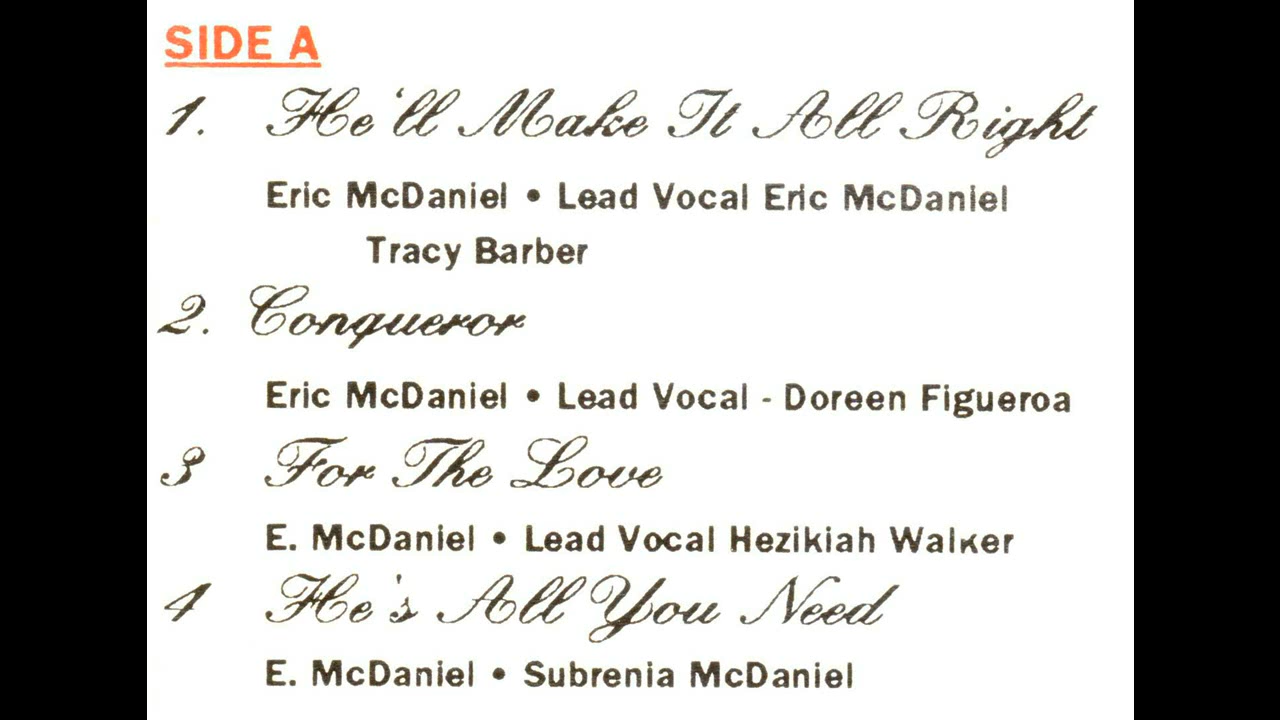 SIDE A
1. He'll Make It All Right
Eric McDaniel • Lead Vocal Eric McDaniel
Tracy Barber
2. Conqueror
Eric McDaniel • Lead Vocal - Doreen Figueroa
3 For The Love
E. McDaniel • Lead Vocal Hezikiah Walker
4 He's All You Need
E. McDaniel • Subrenia McDaniel